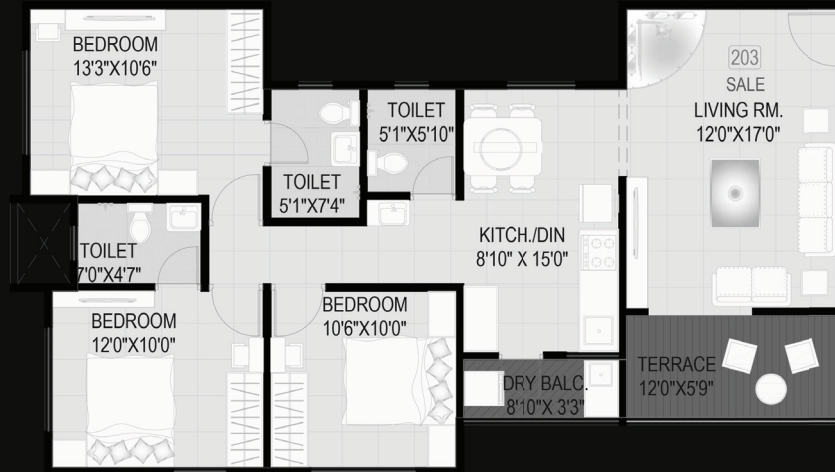 BEDROOM
13'3"X10'6"
TOILET
5'1"X7'4"
TOILET
5'1"X5'10"
203
SALE
LIVING RM.
12'0"X17'0"
KITCH./DIN
8'10" X 15'0"
TOILET
7'0"X4'7"
BEDROOM
12'0"X10'0"
BEDROOM
10'6"X10'0"
DRY BALC.
8'10"X 3'3"
TERRACE
12'0"X5'9"